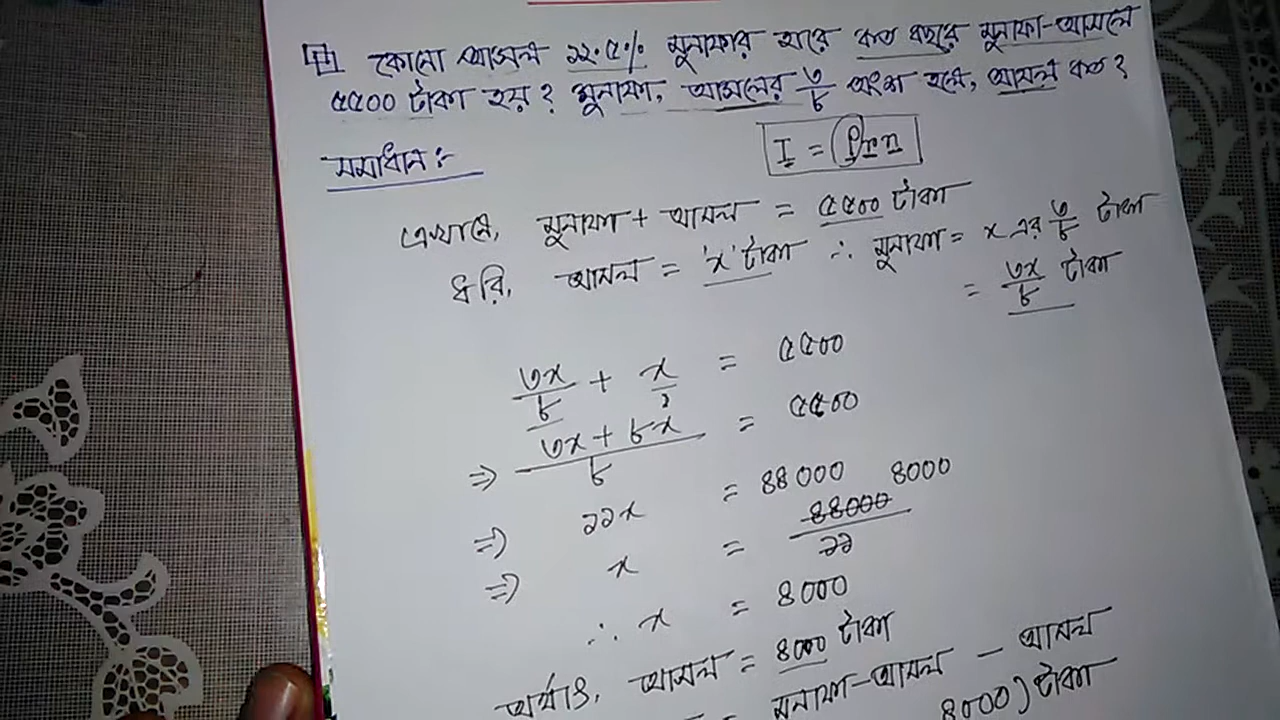 কোনো আসল ১২.৫% মুনাফার হারে কত বছরে মুনাফা-আসলে
৫৫০০ টাকা হয়? মুনাফা, আসলের ৩/৮ অংশ হলে, আসল কত?
সমাধান:-
I = Prn
এখানে, মুনাফা + আসল = ৫৫০০ টাকা
ধরি, আসল = 'x' টাকা ∴ মুনাফা = x এর ৩/৮ টাকা
= ৩x/৮ টাকা
৩x/৮ + x/১ = ৫৫০০
⇒ ৩x + ৮x/৮ = ৫৫০০
⇒ ১১x = ৪৪০০০
⇒ x = ৪৪০০০/১১ ৪০০০
∴ x = ৪০০০
অর্থাৎ, আসল = ৪০০০ টাকা
মুনাফা-আসল - আসল
৪০০০) টাকা